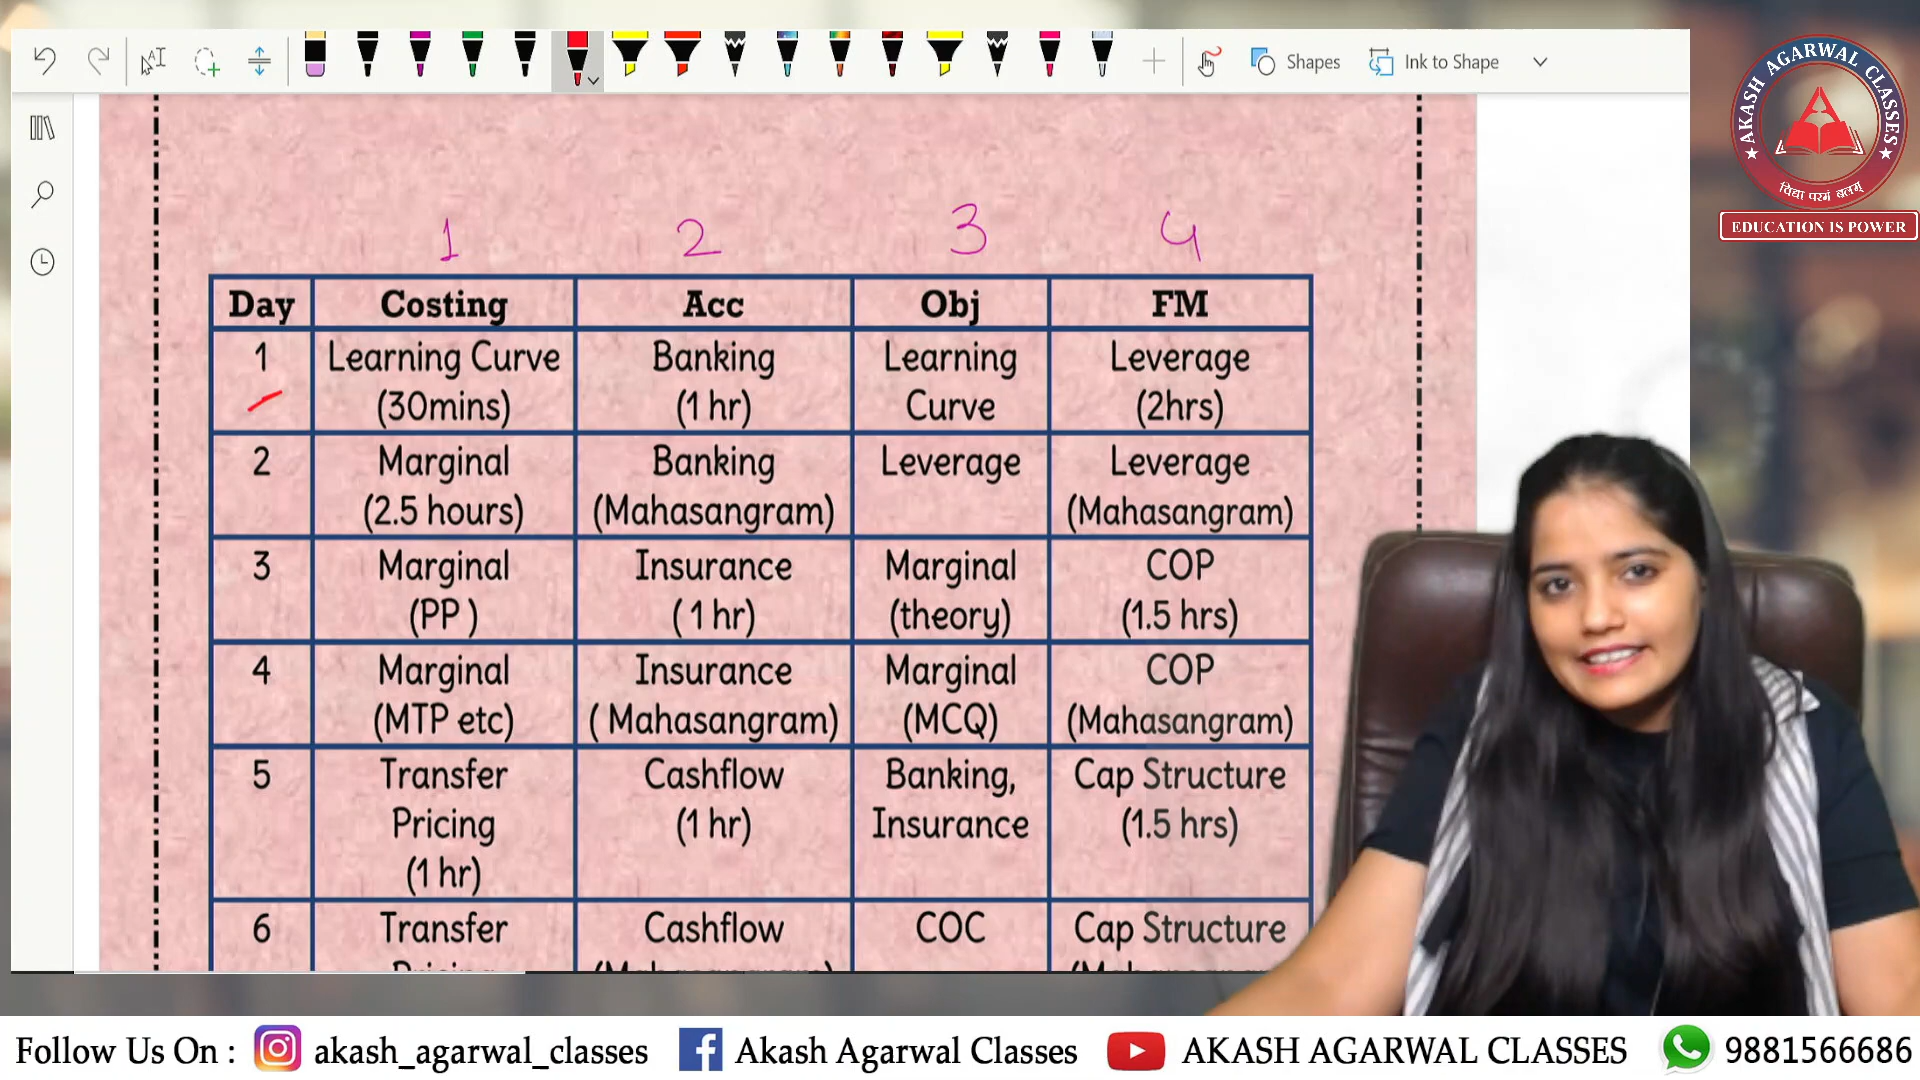 Shapes
Ink to Shape
AKASH AGARWAL CLASSES
विद्या परमं बलम्
EDUCATION IS POWER
1 2 3 4
Day Costing Acc Obj FM
1 Learning Curve Banking Learning Leverage
(30mins) (1 hr) Curve (2hrs)
2 Marginal Banking Leverage Leverage
(2.5 hours) (Mahasangram) (Mahasangram)
3 Marginal Insurance Marginal COP
(PP ) ( 1 hr) (theory) (1.5 hrs)
4 Marginal Insurance Marginal COP
(MTP etc) ( Mahasangram) (MCQ) (Mahasangram)
5 Transfer Cashflow Banking, Cap Structure
Pricing (1 hr) Insurance (1.5 hrs)
(1 hr)
6 Transfer Cashflow COC Cap Structure
Follow Us On : akash_agarwal_classes Akash Agarwal Classes AKASH AGARWAL CLASSES 9881566686